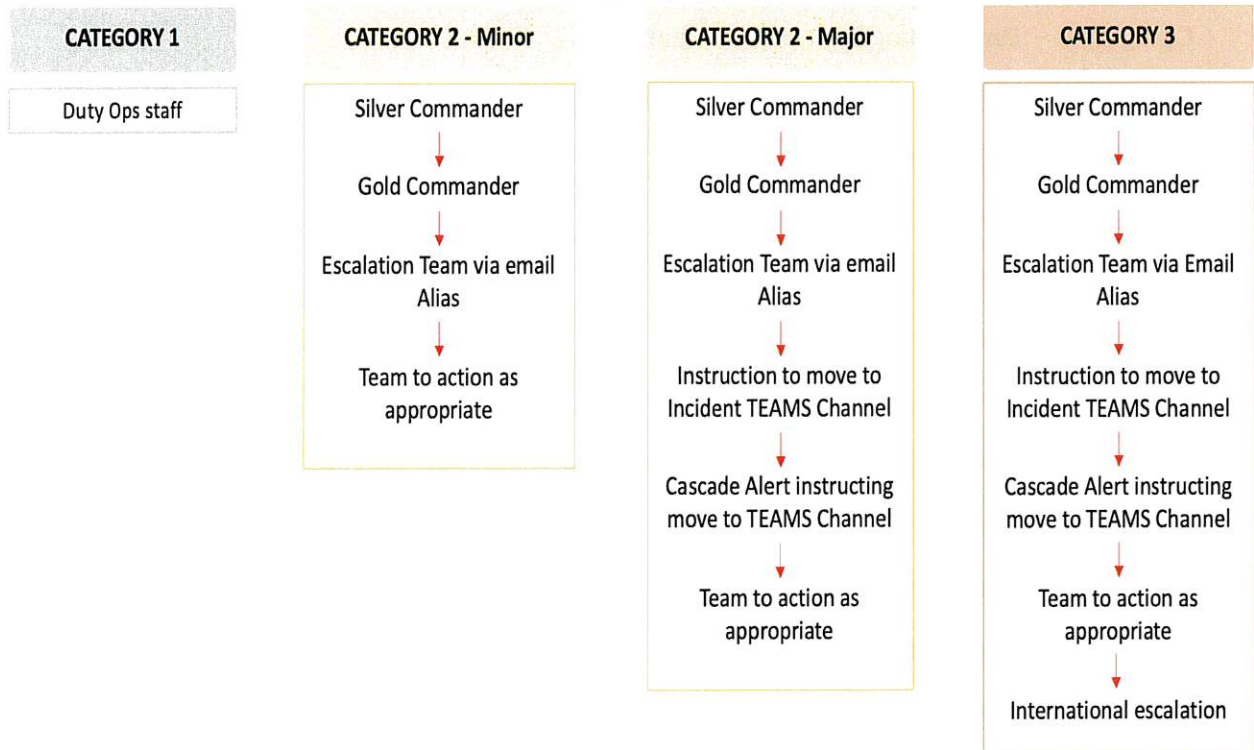 CATEGORY 1
Duty Ops staff
CATEGORY 2 - Minor
Silver Commander
Gold Commander
Escalation Team via email
Alias
Team to action as
appropriate
CATEGORY 2 - Major
Silver Commander
Gold Commander
Escalation Team via email
Alias
Instruction to move to
Incident TEAMS Channel
Cascade Alert instructing
move to TEAMS Channel
Team to action as
appropriate
CATEGORY 3
Silver Commander
Gold Commander
Escalation Team via Email
Alias
Instruction to move to
Incident TEAMS Channel
Cascade Alert instructing
move to TEAMS Channel
Team to action as
appropriate
International escalation